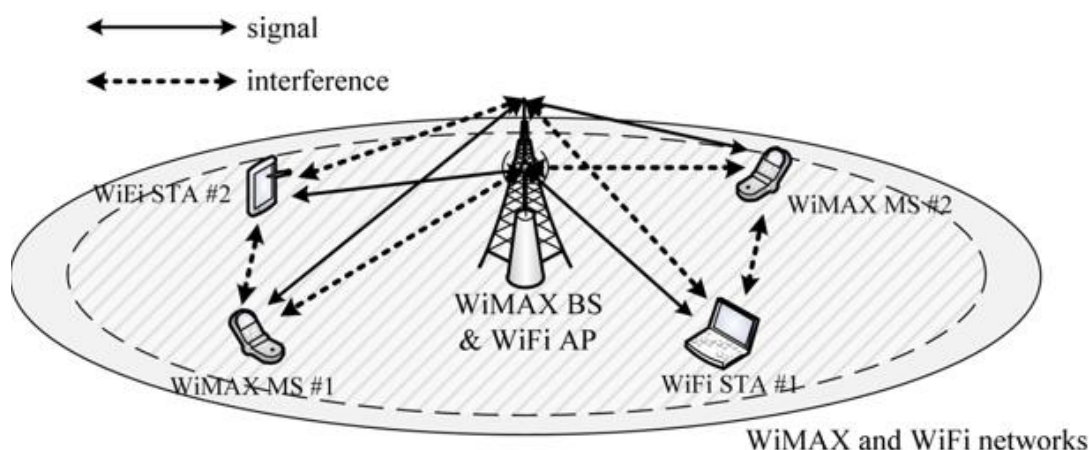 signal
interference
WiFi STA #2
WiMAX MS #2
WiMAX BS
& WiFi AP
WiMAX MS #1
WiFi STA #1
WiMAX and WiFi networks